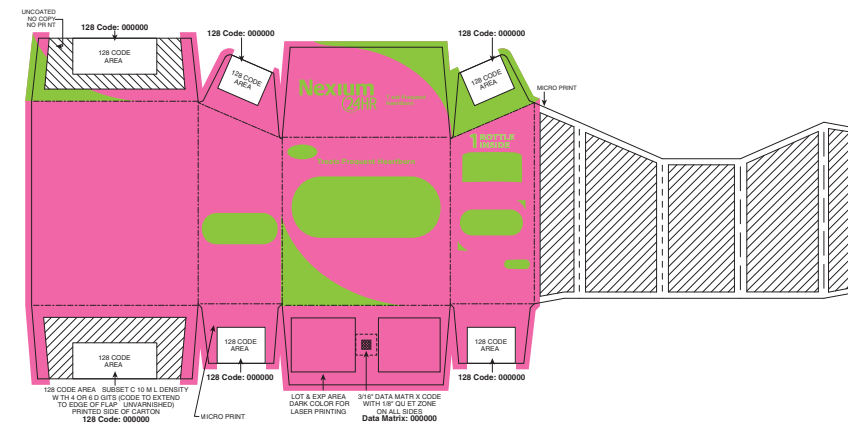 UNCOATED
NO COPY
NO PR NT
128 Code: 000000
128 CODE
AREA
128 Code: 000000
128 CODE
AREA
Nexium
24HR
128 Code: 000000
128 CODE
AREA
MICRO PRINT
1 BOTTLE
INSIDE
128 CODE
AREA
128 CODE AREA SUBSET C 10 M L DENSITY
W TH 4 OR 6 D GITS (CODE TO EXTEND
TO EDGE OF FLAP UNVARNISHED)
PRINTED SIDE OF CARTON
128 Code: 000000
128 CODE
AREA
128 Code: 000000
MICRO PRINT
LOT & EXP AREA
DARK COLOR FOR
LASER PRINTING
3/16" DATA MATR X CODE
WITH 1/8" QU ET ZONE
ON ALL SIDES
Data Matrix: 000000
128 CODE
AREA
128 Code: 000000